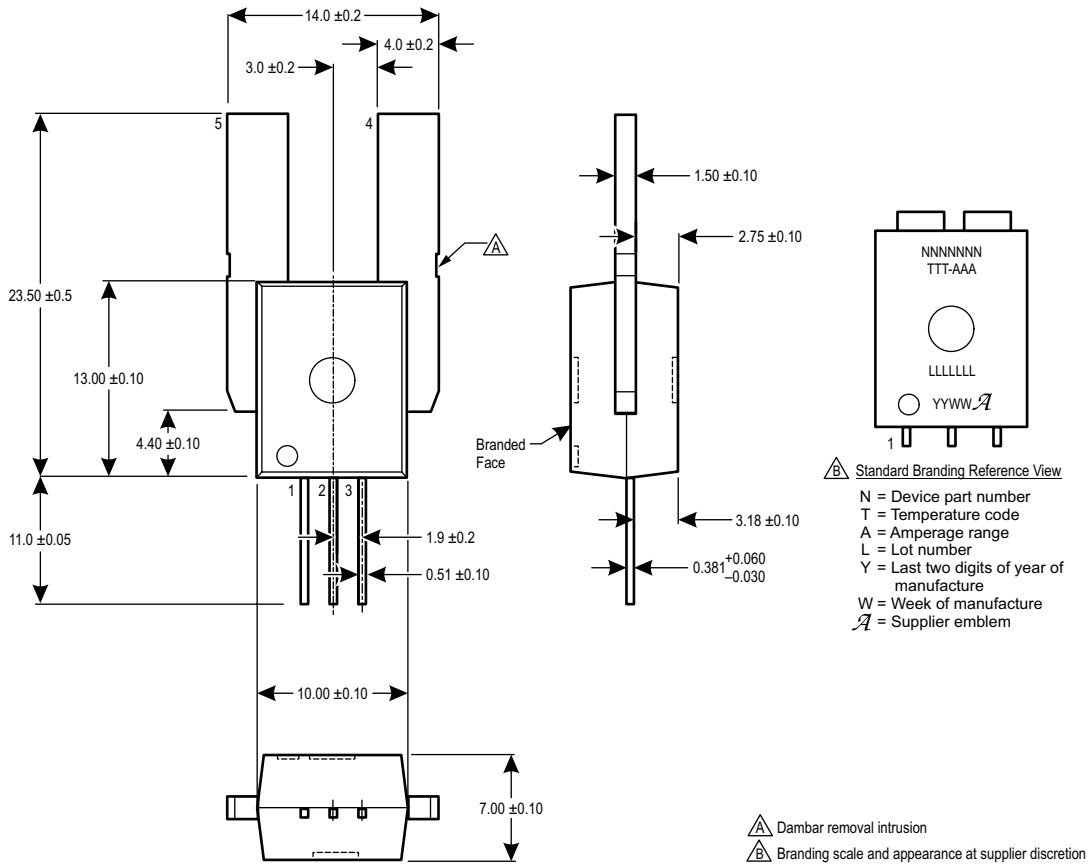 14.0 ±0.2
4.0 ±0.2
3.0 ±0.2
5
4
A
23.50 ±0.5
13.00 ±0.10
4.40 ±0.10
1
2
3
11.0 ±0.05
1.9 ±0.2
0.51 ±0.10
10.00 ±0.10
7.00 ±0.10
1.50 ±0.10
2.75 ±0.10
Branded
Face
3.18 ±0.10
0.381 +0.060
–0.030
NNNNNNN
TTT-AAA
LLLLLLL
YYWW A
1
B Standard Branding Reference View
N = Device part number
T = Temperature code
A = Amperage range
L = Lot number
Y = Last two digits of year of
manufacture
W = Week of manufacture
A = Supplier emblem
A Dambar removal intrusion
B Branding scale and appearance at supplier discretion